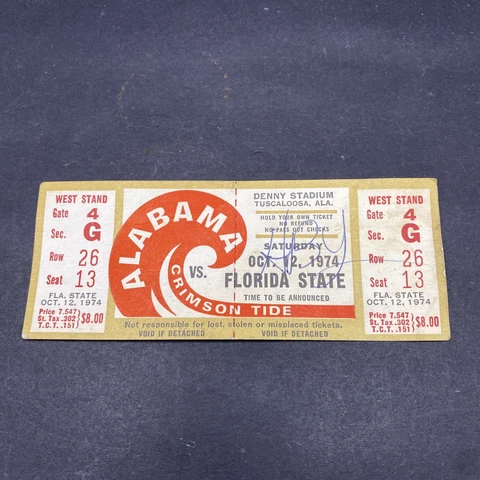 WEST STAND
Gate 4
Sec. G
Row 26
Seat 13
FLA. STATE
OCT. 12, 1974
Price 7.547
St. Tax .302
T.C.T. .151
$8.00
ALABAMA
CRIMSON TIDE
VS.
DENNY STADIUM
TUSCALOOSA, ALA.
HOLD YOUR OWN TICKET
NO REFUNDS
NO PASS OUT CHECKS
SATURDAY
OCT. 12, 1974
FLORIDA STATE
TIME TO BE ANNOUNCED
Not responsible for lost, stolen or misplaced tickets.
VOID IF DETACHED
VOID IF DETACHED
WEST STAND
Gate 4
Sec. G
Row 26
Seat 13
FLA. STATE
OCT. 12, 1974
Price 7.547
St. Tax .302
T.C.T. .151
$8.00